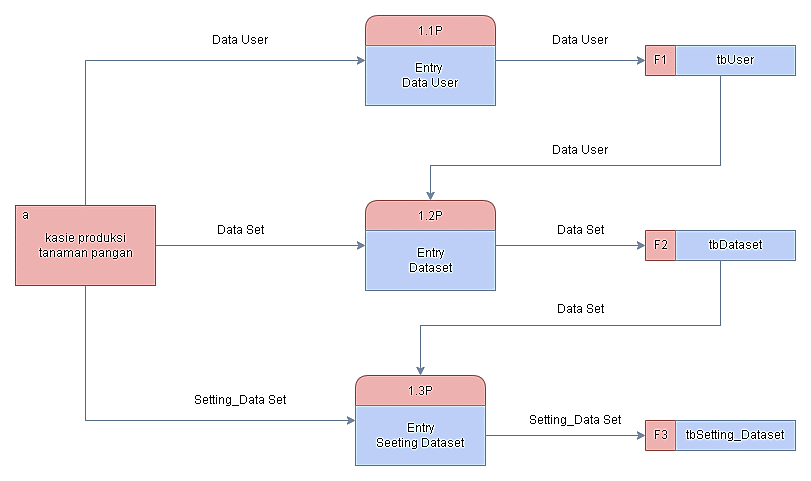 1.1P
Data User
Data User
Entry
Data User
F1
tbUser
Data User
a
kasie produksi
tanaman pangan
1.2P
Data Set
Data Set
Entry
Dataset
F2
tbDataset
Data Set
1.3P
Setting_Data Set
Setting_Data Set
Entry
Seeting Dataset
F3
tbSetting_Dataset